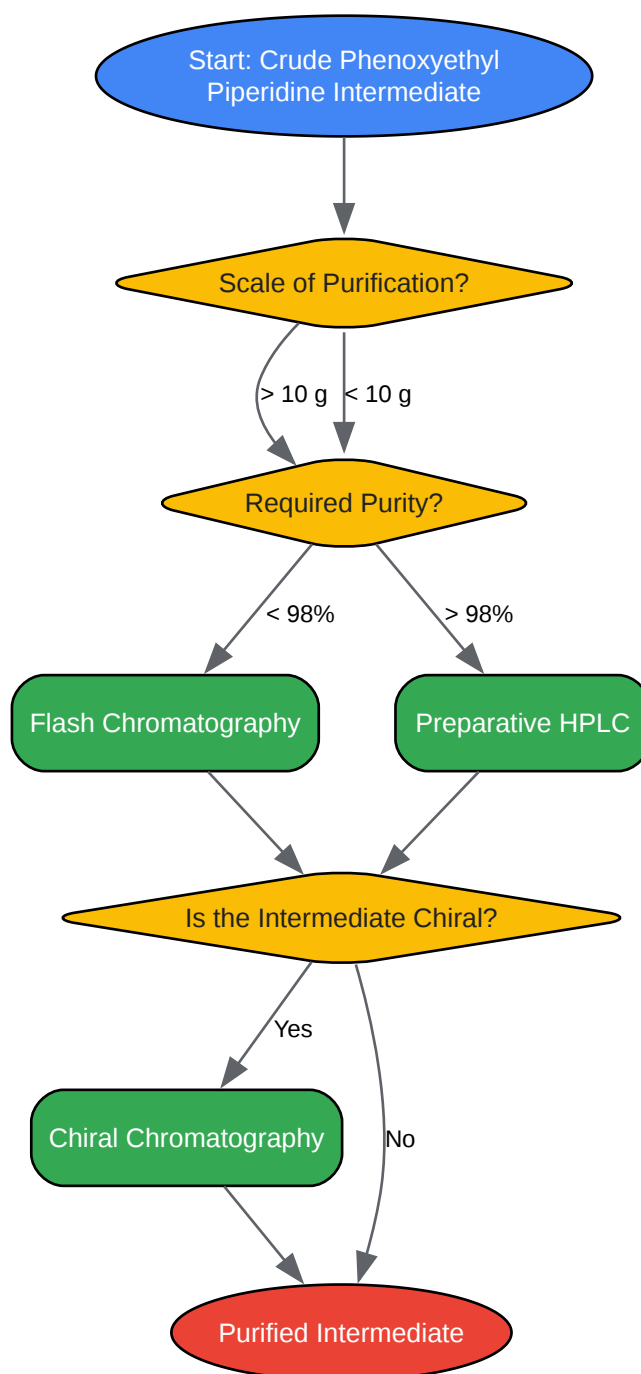 Start: Crude Phenoxyethyl
Piperidine Intermediate
Scale of Purification?
> 10 g
< 10 g
Required Purity?
< 98%
> 98%
Flash Chromatography
Preparative HPLC
Is the Intermediate Chiral?
Yes
Chiral Chromatography
No
Purified Intermediate